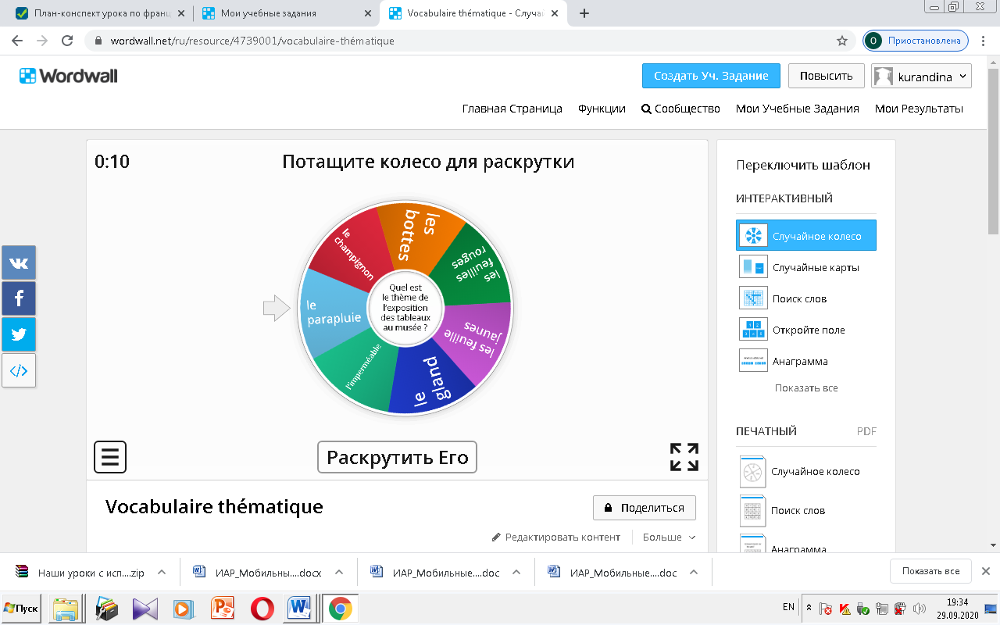 План-конспект урока по франц
Мои учебные задания
Vocabulaire thématique - Случай
wordwall.net/ru/resource/4739001/vocabulaire-thématique
О
Приостановлена
Wordwall
Создать Уч. Задание
Повысить
kurandina
Главная Страница
Функции
Сообщество
Мои Учебные Задания
Мои Результаты
0:10
Потащите колесо для раскрутки
les
bottes
les
feuilles
rouges
les feuille
jaunes
le
gland
l'imperméable
le
parapluie
le
champignon
Quel est
le thème de
l'exposition
des tableaux
au musée ?
Раскрутить Его
Vocabulaire thématique
Поделиться
Редактировать контент
Больше
Переключить шаблон
ИНТЕРАКТИВНЫЙ
Случайное колесо
Случайные карты
Поиск слов
Откройте поле
Анаграмма
Показать все
ПЕЧАТНЫЙ
PDF
Случайное колесо
Поиск слов
Анаграмма
Наши уроки с исп....zip
ИАР_Мобильны....docx
ИАР_Мобильные....doc
ИАР_Мобильные....doc
Показать все
Пуск
EN
19:34
29.09.2020